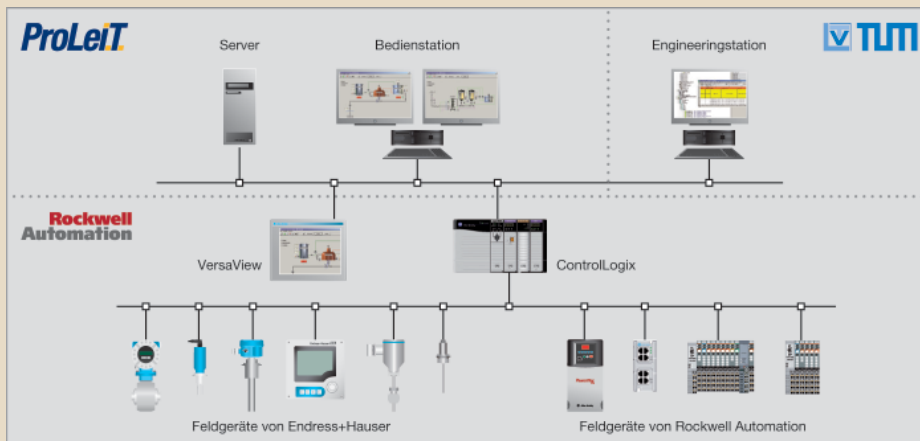 ProLeiT
Server
Bedienstation
Engineeringstation
TUM
Rockwell
Automation
VersaView
ControlLogix
Feldgeräte von Endress+Hauser
Feldgeräte von Rockwell Automation